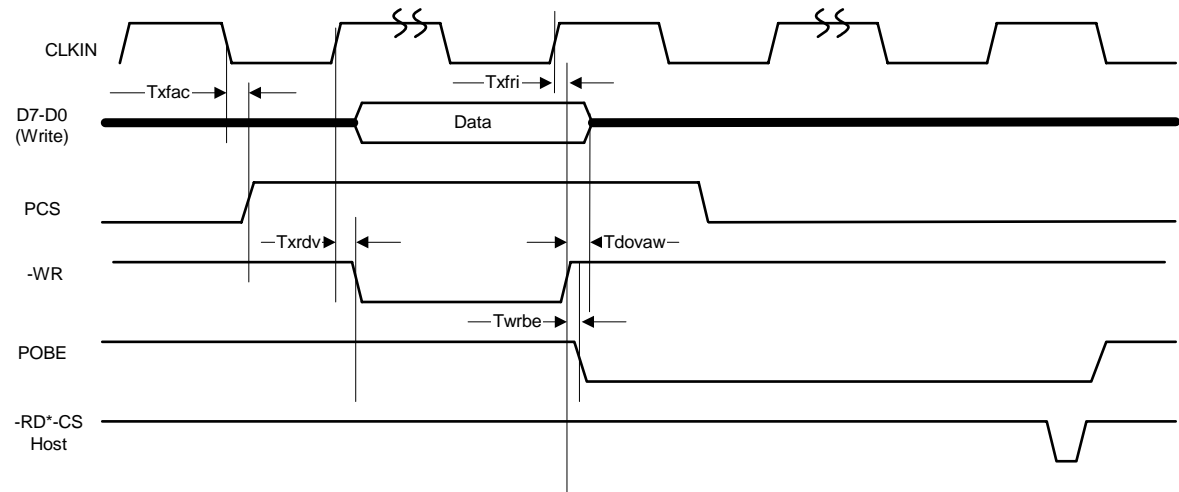 CLKIN
Txfac
Txfri
D7-D0
(Write)
Data
PCS
Txrdv
Tdovaw
-WR
Twrbe
POBE
-RD*-CS
Host